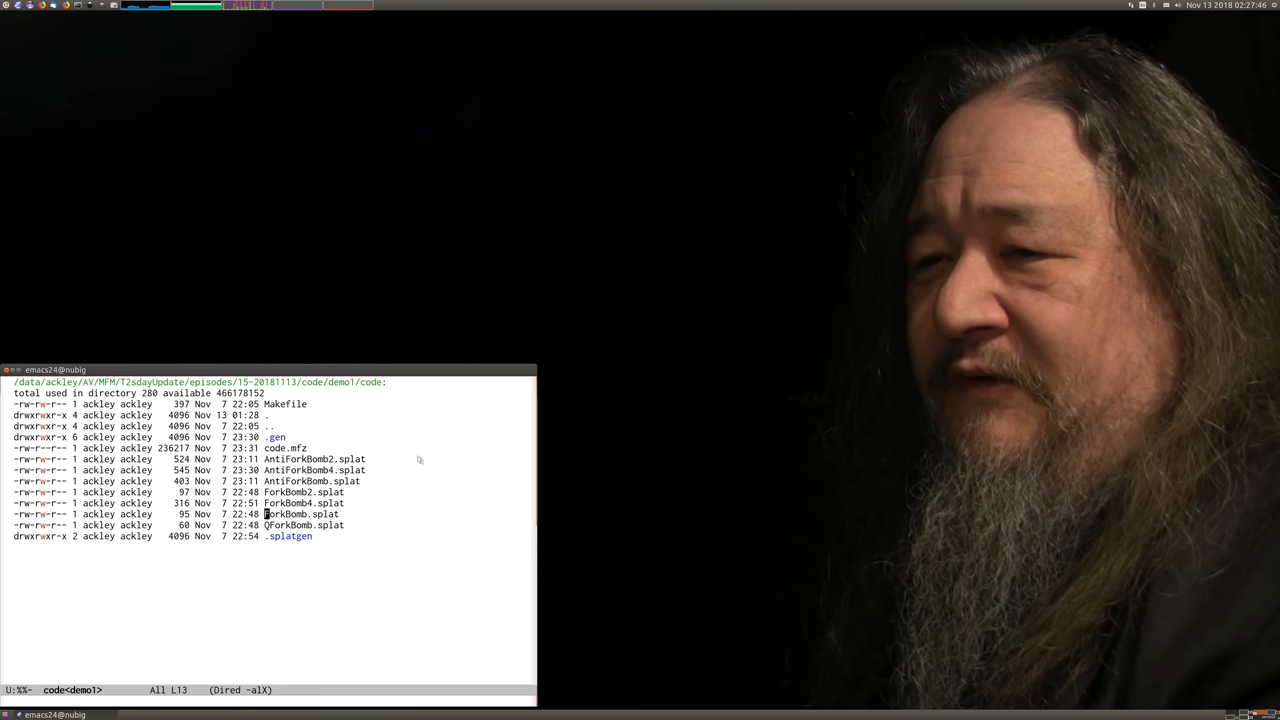 Nov 13 2018 02:27:46
emacs24@nubig
/data/ackley/AV/MFM/T2sdayUpdate/episodes/15-20181113/code/demo1/code:
total used in directory 280 available 466178152
-rw-rw-r-- 1 ackley ackley 397 Nov 7 22:05 Makefile
drwxrwxr-x 4 ackley ackley 4096 Nov 13 01:28 .
drwxrwxr-x 4 ackley ackley 4096 Nov 7 22:05 ..
drwxrwxr-x 6 ackley ackley 4096 Nov 7 23:30 .gen
-rw-r--r-- 1 ackley ackley 236217 Nov 7 23:31 code.mfz
-rw-rw-r-- 1 ackley ackley 524 Nov 7 23:11 AntiForkBomb2.splat
-rw-rw-r-- 1 ackley ackley 545 Nov 7 23:30 AntiForkBomb4.splat
-rw-rw-r-- 1 ackley ackley 403 Nov 7 23:11 AntiForkBomb.splat
-rw-rw-r-- 1 ackley ackley 97 Nov 7 22:48 ForkBomb2.splat
-rw-rw-r-- 1 ackley ackley 316 Nov 7 22:51 ForkBomb4.splat
-rw-rw-r-- 1 ackley ackley 95 Nov 7 22:48 ForkBomb.splat
-rw-rw-r-- 1 ackley ackley 60 Nov 7 22:48 QForkBomb.splat
drwxrwxr-x 2 ackley ackley 4096 Nov 7 22:54 .splatgen
U:%%- code<demo1> All L13 (Dired -alX)
emacs24@nubig